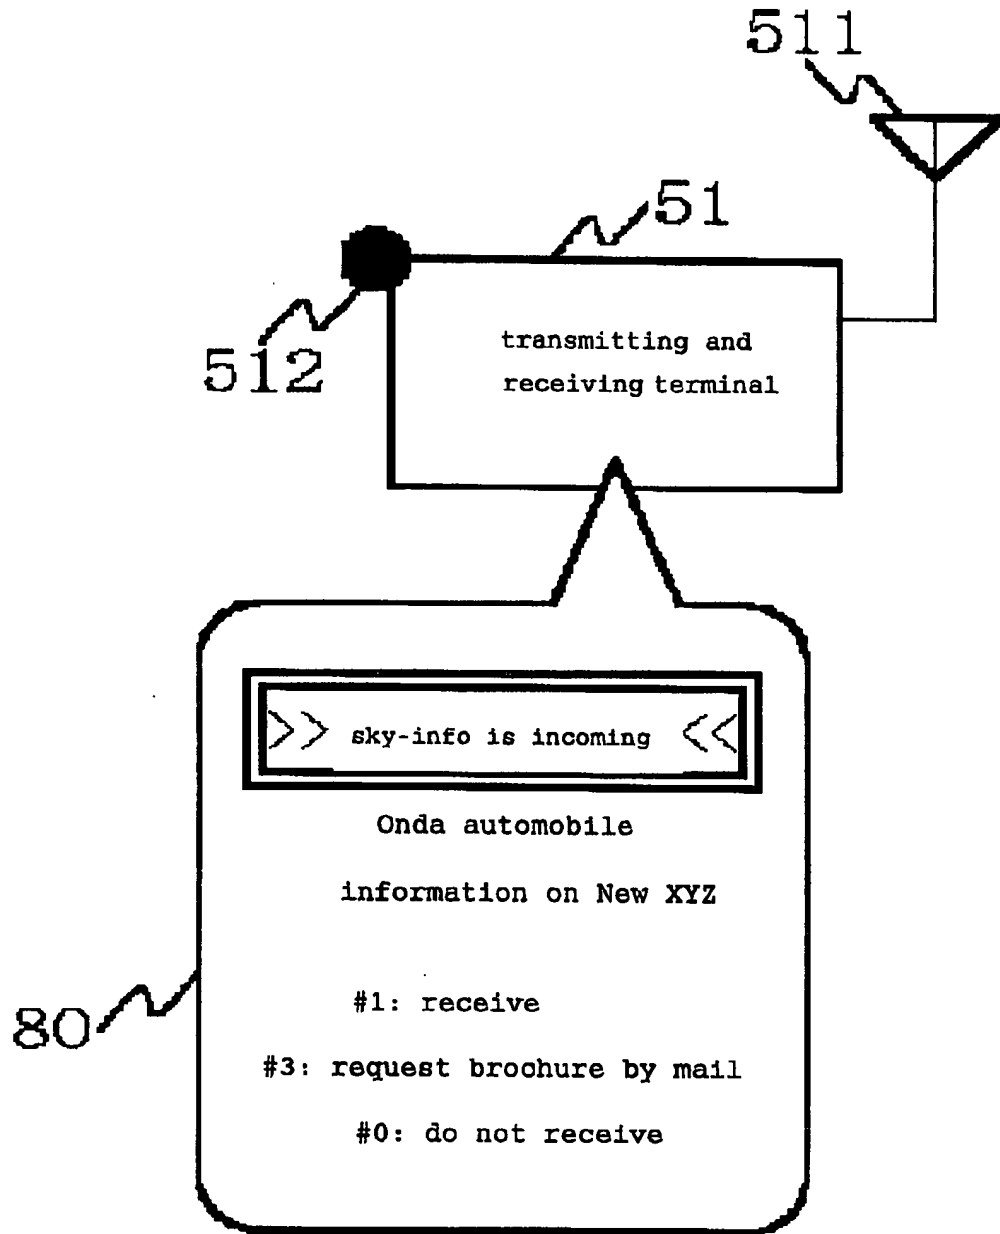 511
51
512
transmitting and
receiving terminal
>> sky-info is incoming <<
Onda automobile
information on New XYZ
80
#1: receive
#3: request brochure by mail
#0: do not receive